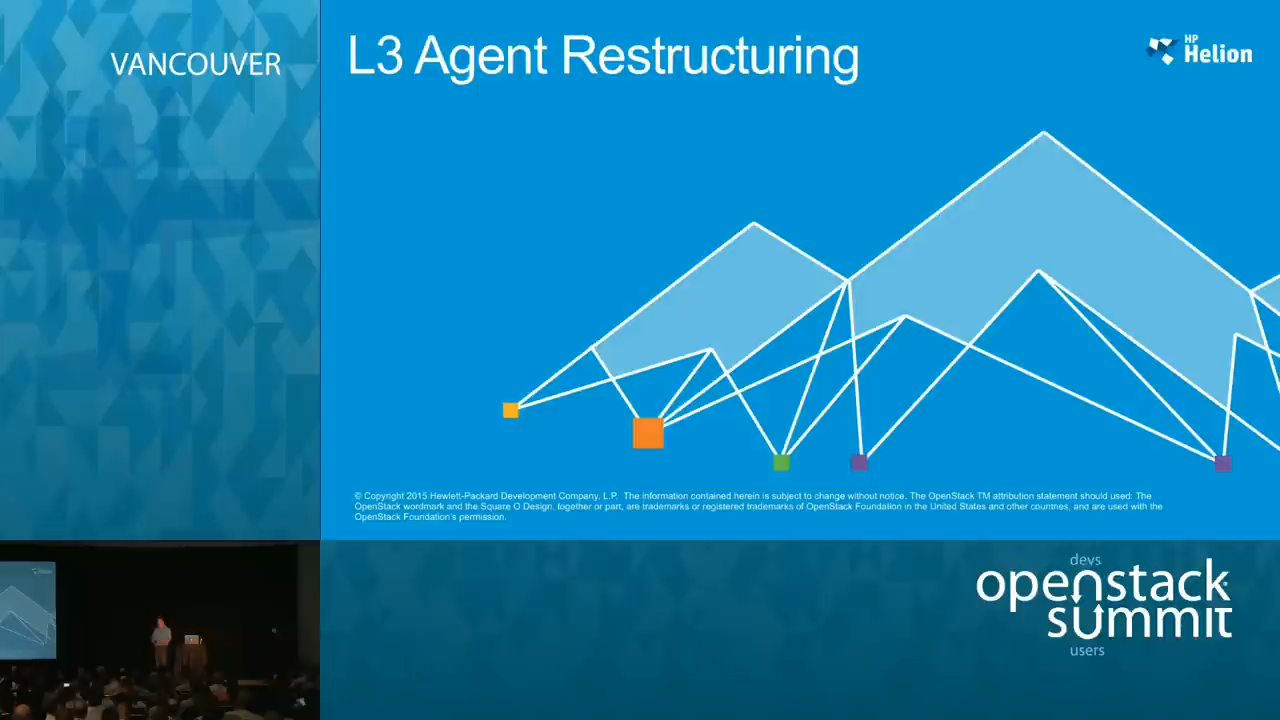 VANCOUVER
L3 Agent Restructuring
HP
Helion
© Copyright 2015 Hewlett-Packard Development Company, L.P. The information contained herein is subject to change without notice. The OpenStack TM attribution statement should used: The
OpenStack wordmark and the Square O Design, together or part, are trademarks or registered trademarks of OpenStack Foundation in the United States and other countries, and are used with the
OpenStack Foundation's permission.
devs
openstack
summit
users